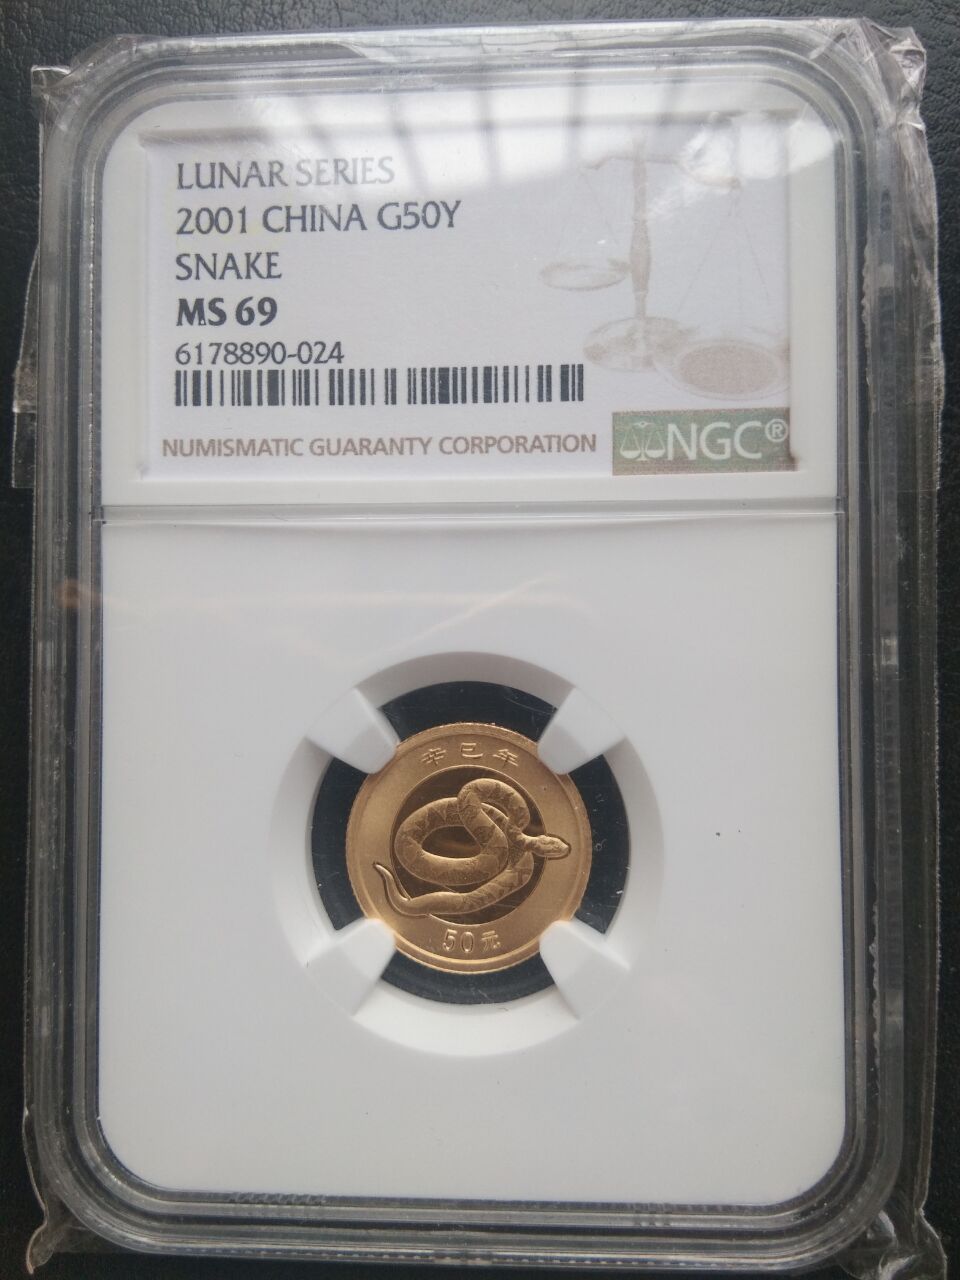 LUNAR SERIES
2001 CHINA G50Y
SNAKE
MS 69
6178890-024
NUMISMATIC GUARANTY CORPORATION
NGC®
辛巳年
50元